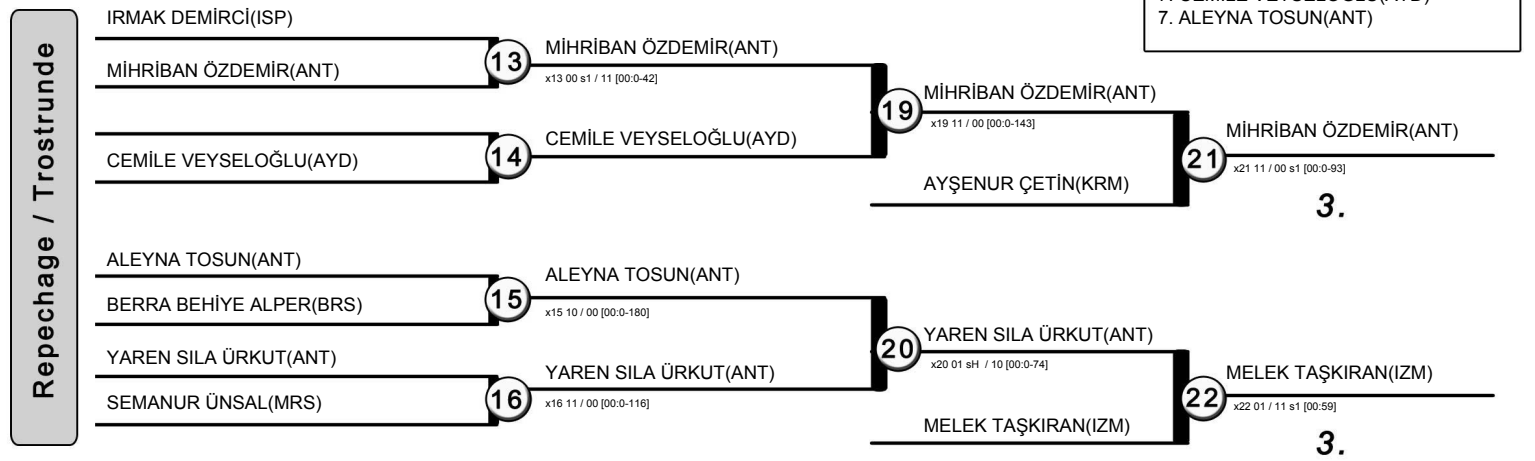 7. ALEYNA TOSUN(ANT)
Repechage / Trostrunde
IRMAK DEMİRCİ(ISP)
MİHRİBAN ÖZDEMİR(ANT)
13
MİHRİBAN ÖZDEMİR(ANT)
x13 00 s1 / 11 [00:0-42]
CEMİLE VEYSELOĞLU(AYD)
14
CEMİLE VEYSELOĞLU(AYD)
19
MİHRİBAN ÖZDEMİR(ANT)
x19 11 / 00 [00:0-143]
AYŞENUR ÇETİN(KRM)
21
MİHRİBAN ÖZDEMİR(ANT)
x21 11 / 00 s1 [00:0-93]
3.
ALEYNA TOSUN(ANT)
BERRA BEHİYE ALPER(BRS)
15
ALEYNA TOSUN(ANT)
x15 10 / 00 [00:0-180]
YAREN SILA ÜRKUT(ANT)
SEMANUR ÜNSAL(MRS)
16
YAREN SILA ÜRKUT(ANT)
x16 11 / 00 [00:0-116]
20
YAREN SILA ÜRKUT(ANT)
x20 01 sH / 10 [00:0-74]
MELEK TAŞKIRAN(IZM)
22
MELEK TAŞKIRAN(IZM)
x22 01 / 11 s1 [00:59]
3.